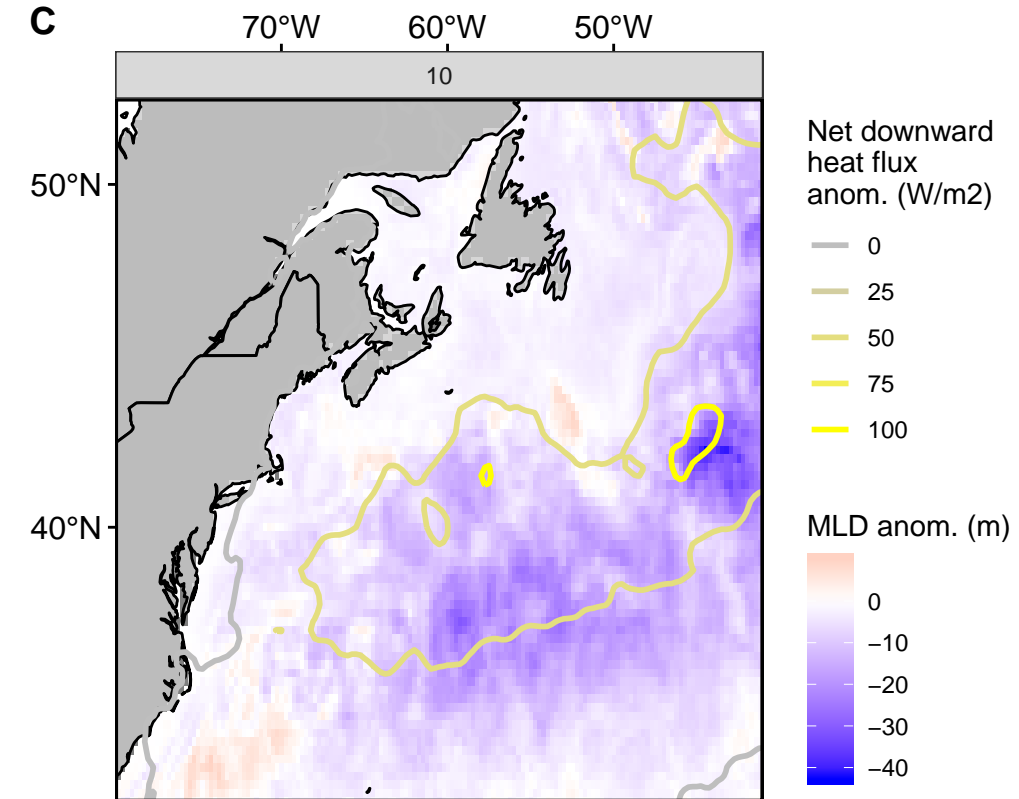 C
70°W 60°W 50°W
10
50°N
40°N
Net downward
heat flux
anom. (W/m2)
0
25
50
75
100
MLD anom. (m)
0
−10
−20
−30
−40